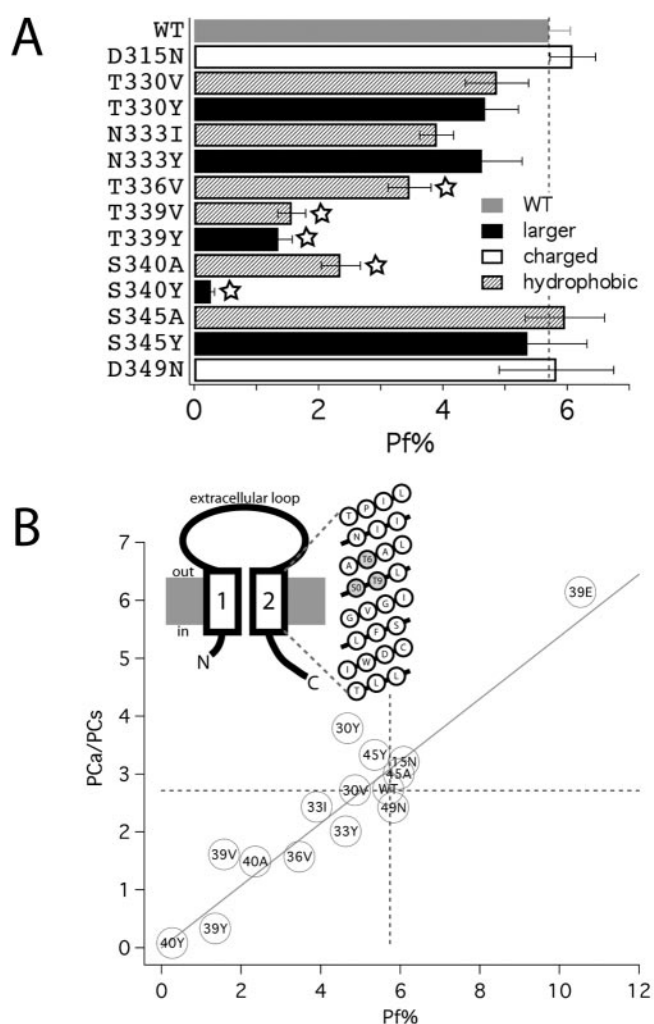 A
WT
D315N
T330V
T330Y
N333I
N333Y
T336V
T339V
T339Y
S340A
S340Y
S345A
S345Y
D349N
WT
larger
charged
hydrophobic
0 2 4 6
Pf%
B
extracellular loop
out
in
1 2
N
C
T P I L
N I I
A T6 A L
S0 T9 L
G V G I
L F S
I W D C
T L L
7
6
5
4
3
2
1
0
PCa/PCs
39E
30Y
45Y
15N
45A
WT
30V
49N
33I
33Y
39V
40A
36V
39Y
40Y
0 2 4 6 8 10 12
Pf%